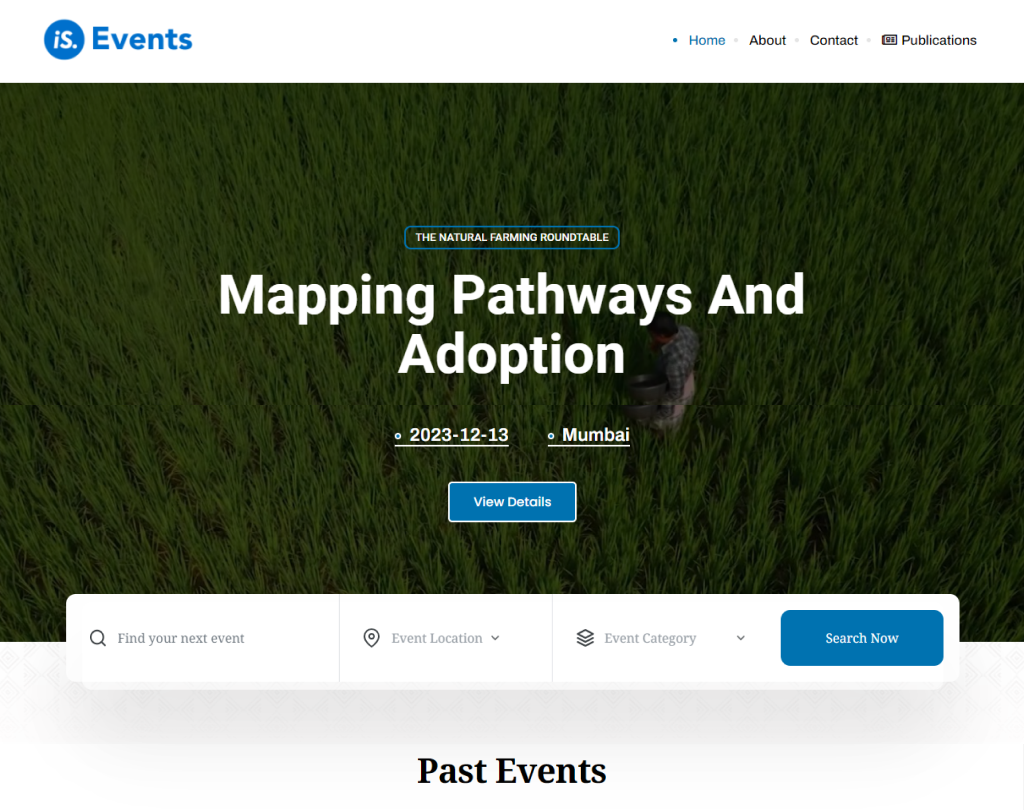 iS. Events
Home About Contact Publications
THE NATURAL FARMING ROUNDTABLE
Mapping Pathways And
Adoption
2023-12-13 Mumbai
View Details
Find your next event Event Location Event Category Search Now
Past Events